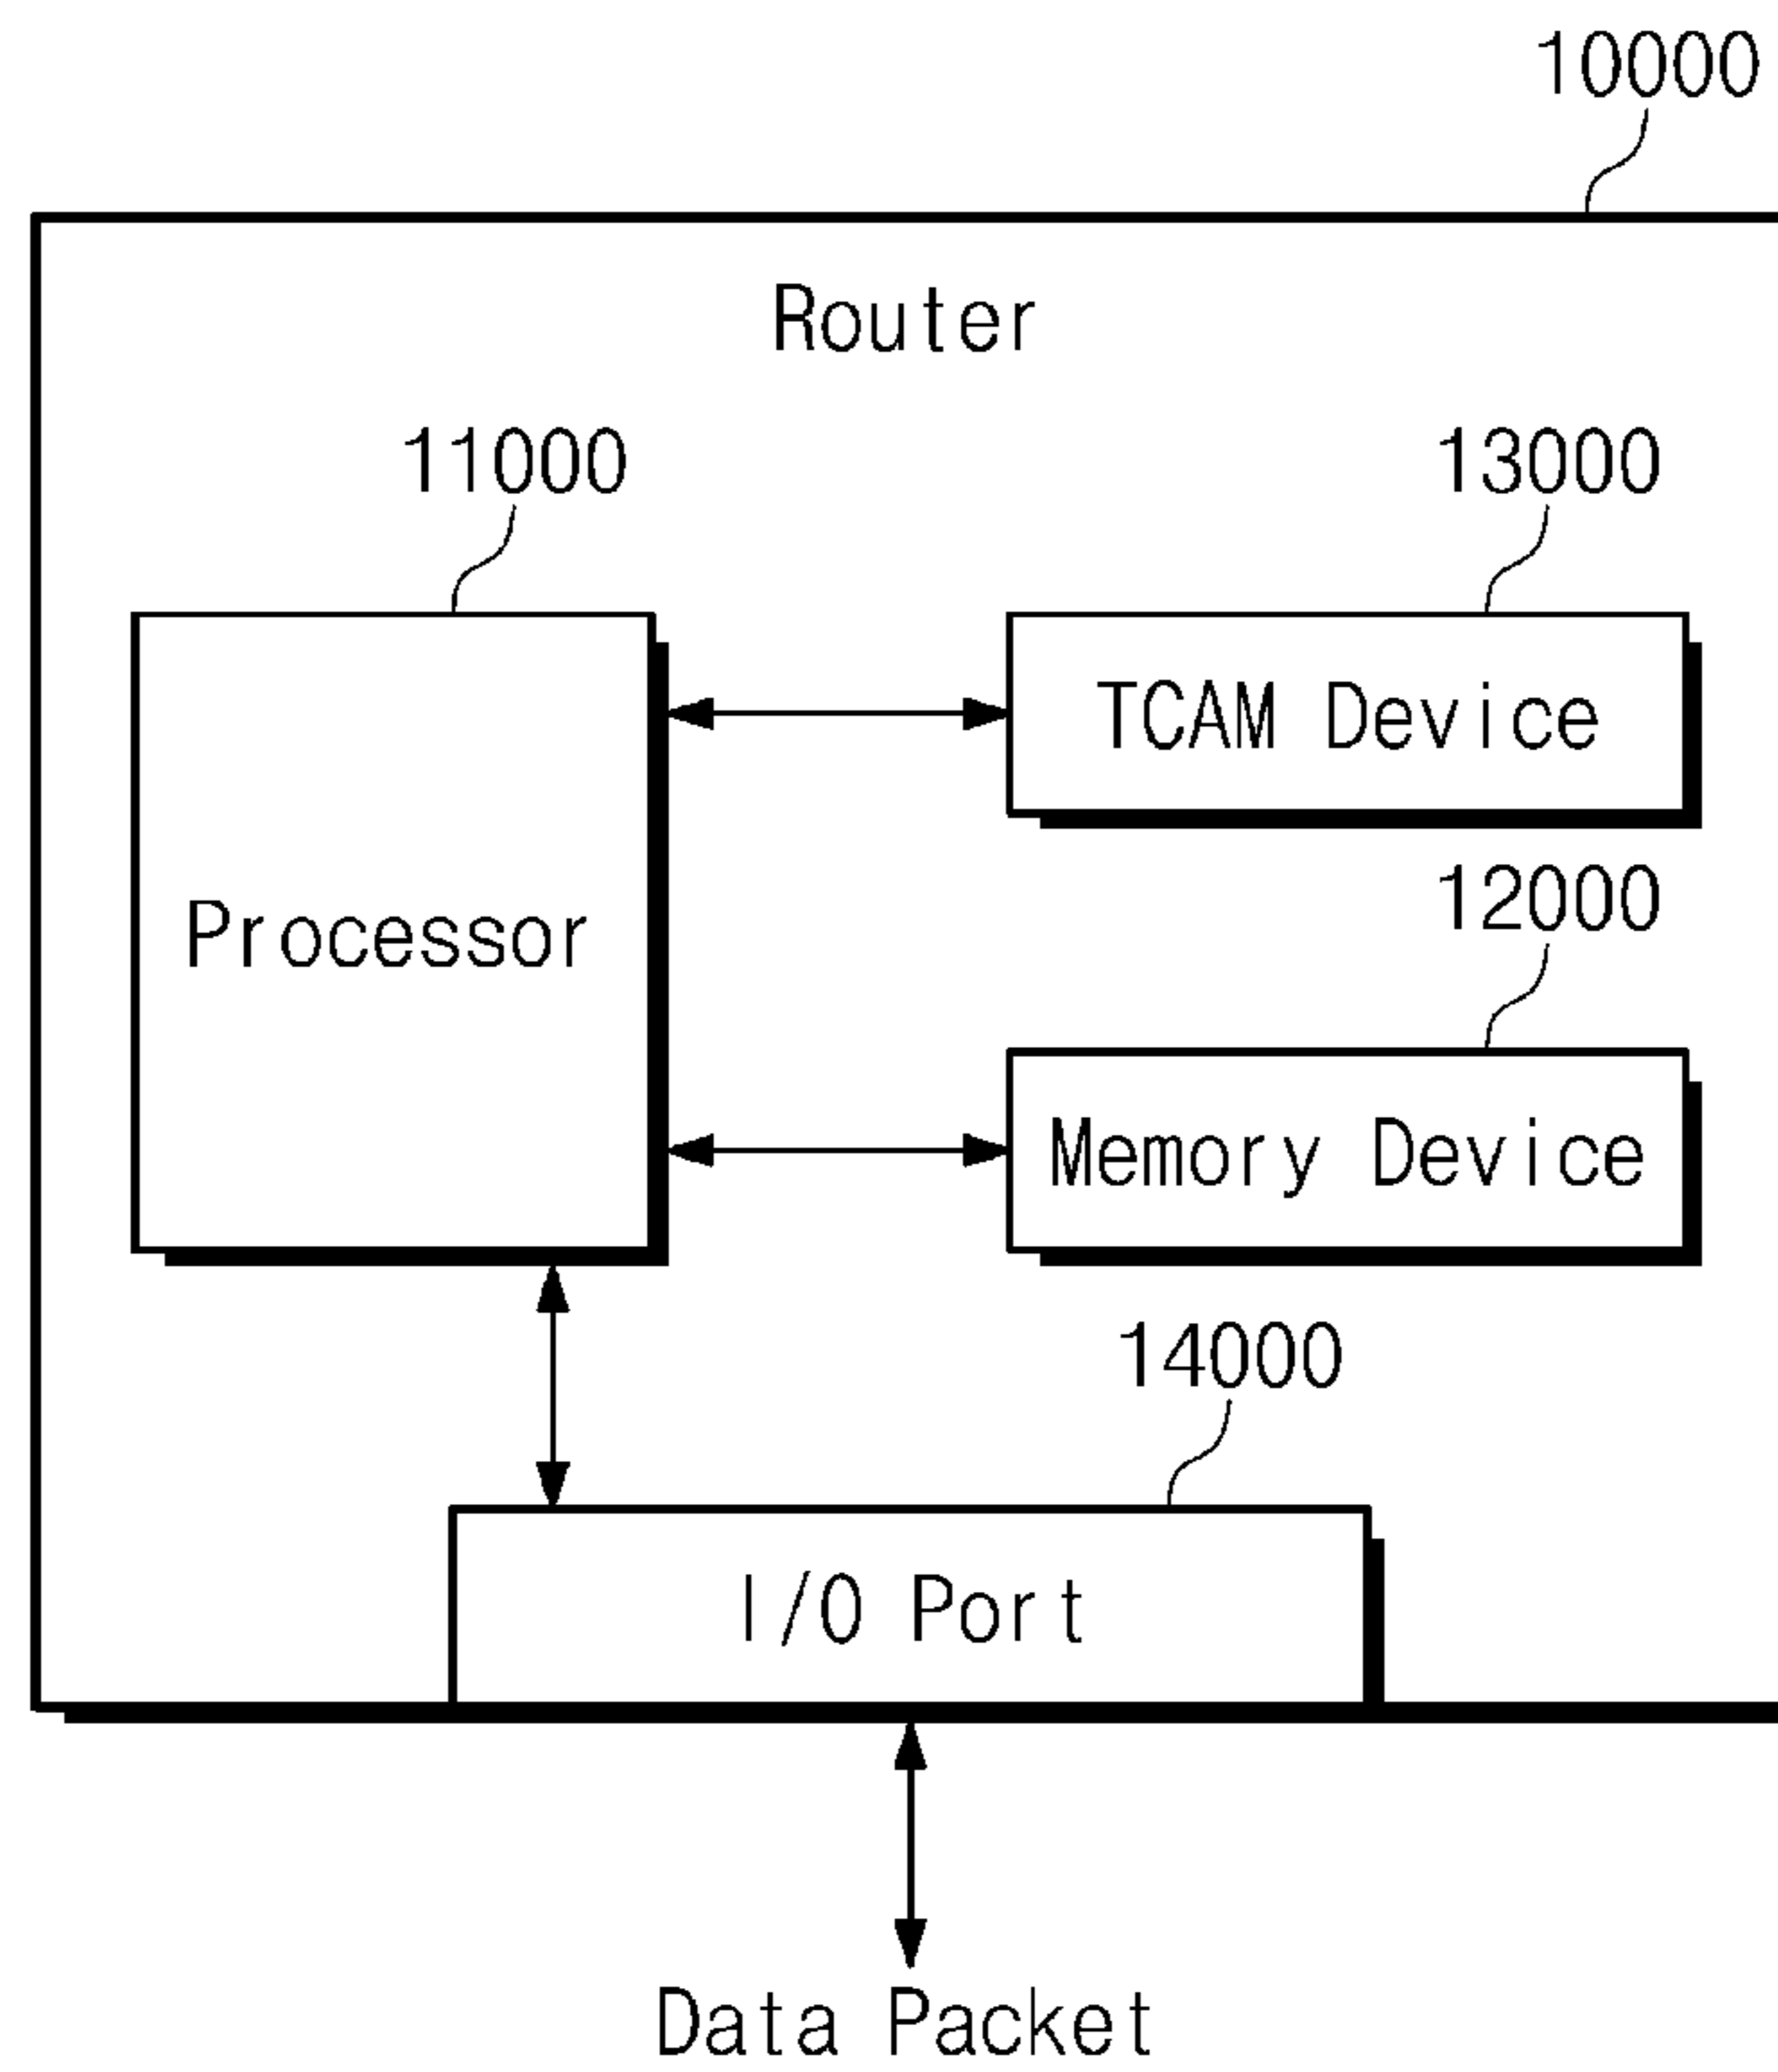 10000
Router
11000
13000
TCAM Device
12000
Processor
Memory Device
14000
I/O Port
Data Packet